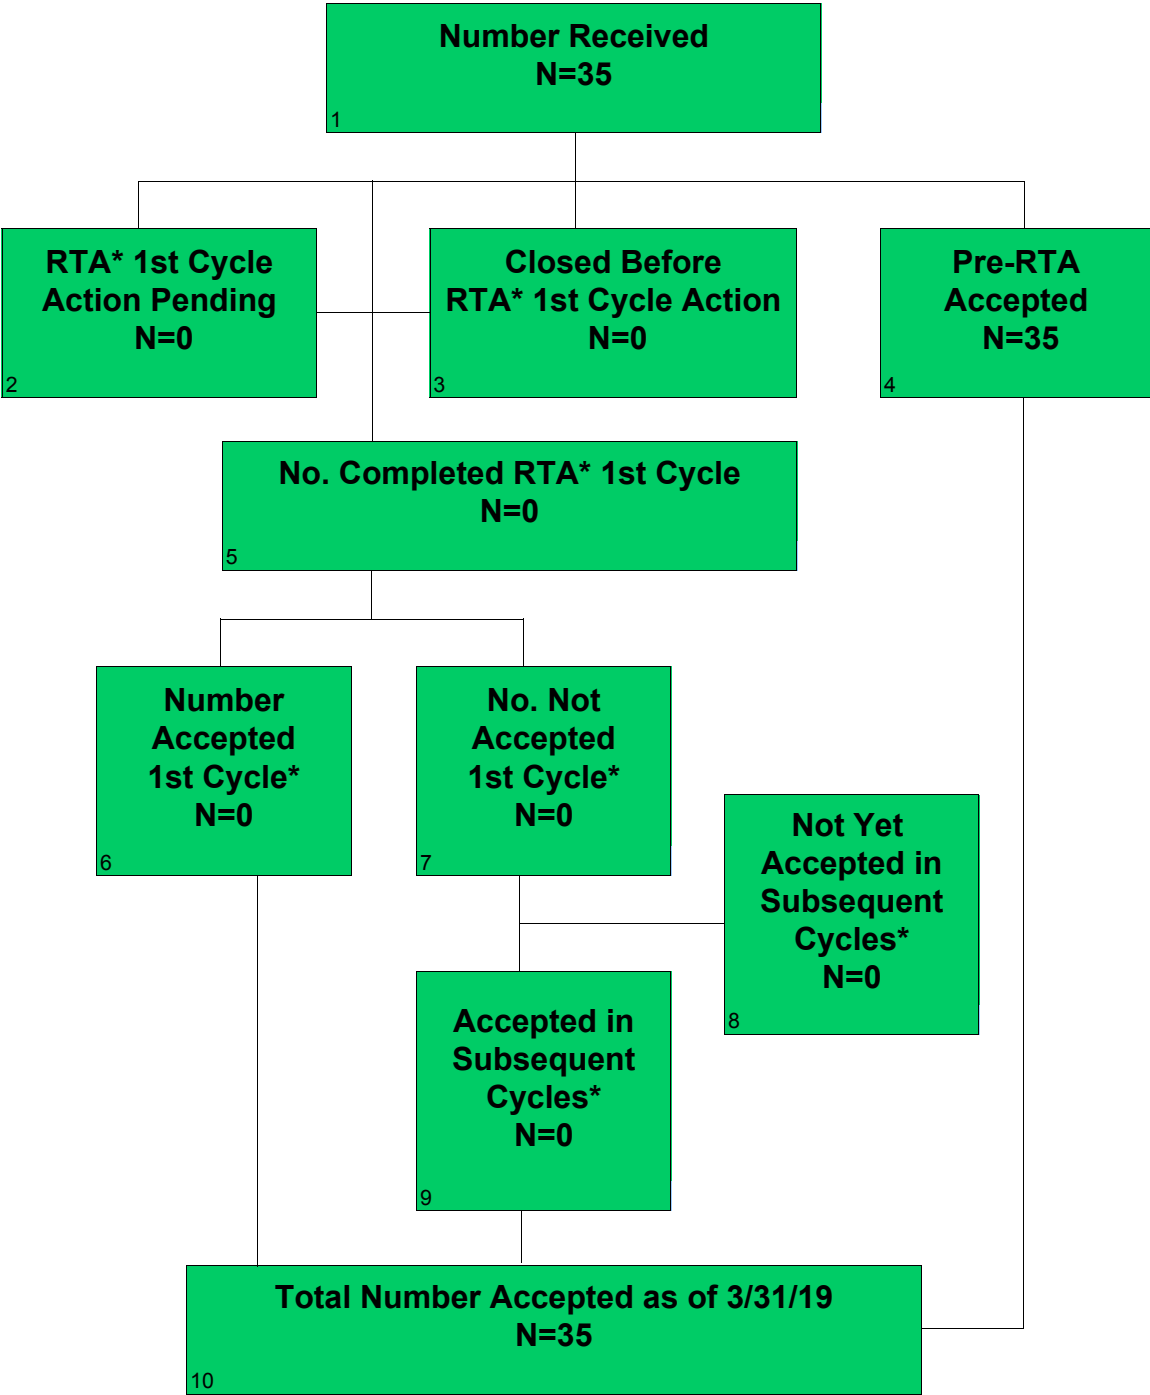 Number Received
N=35
1
RTA* 1st Cycle
Action Pending
N=0
2
Closed Before
RTA* 1st Cycle Action
N=0
3
Pre-RTA
Accepted
N=35
4
No. Completed RTA* 1st Cycle
N=0
5
Number
Accepted
1st Cycle*
N=0
6
No. Not
Accepted
1st Cycle*
N=0
7
Not Yet
Accepted in
Subsequent
Cycles*
N=0
8
Accepted in
Subsequent
Cycles*
N=0
9
Total Number Accepted as of 3/31/19
N=35
10